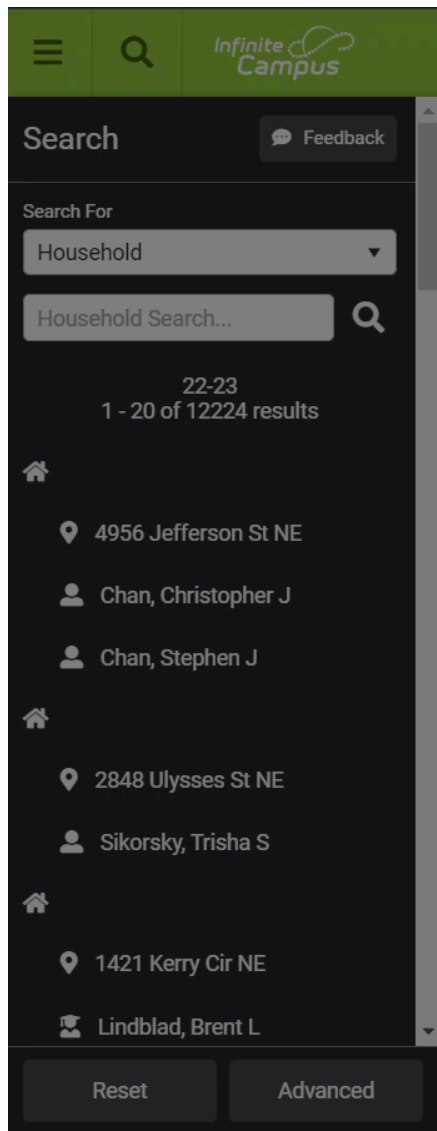 Infinite
Campus
Search
Feedback
Search For
Household
Household Search...
22-23
1 - 20 of 12224 results
4956 Jefferson St NE
Chan, Christopher J
Chan, Stephen J
2848 Ulysses St NE
Sikorsky, Trisha S
1421 Kerry Cir NE
Lindblad, Brent L
Reset
Advanced